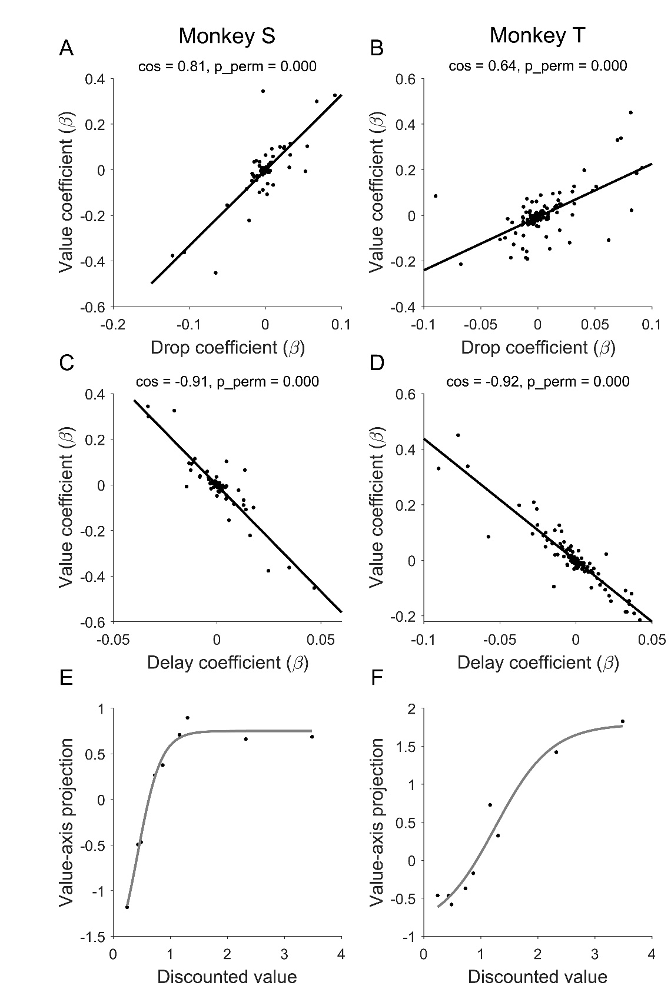 Monkey S
Monkey T
A
cos = 0.81, p_perm = 0.000
0.4
0.2
0
-0.2
-0.4
-0.6
-0.2
-0.1
0
0.1
Value coefficient (β)
Drop coefficient (β)
B
cos = 0.64, p_perm = 0.000
0.6
0.4
0.2
0
-0.2
-0.4
-0.1
-0.05
0
0.05
0.1
Value coefficient (β)
Drop coefficient (β)
C
cos = -0.91, p_perm = 0.000
0.4
0.2
0
-0.2
-0.4
-0.6
-0.05
0
0.05
Value coefficient (β)
Delay coefficient (β)
D
cos = -0.92, p_perm = 0.000
0.6
0.4
0.2
0
-0.2
-0.1
-0.05
0
0.05
Value coefficient (β)
Delay coefficient (β)
E
1
0.5
0
-0.5
-1
-1.5
0
1
2
3
4
Value-axis projection
Discounted value
F
2
1.5
1
0.5
0
-0.5
-1
0
1
2
3
4
Value-axis projection
Discounted value